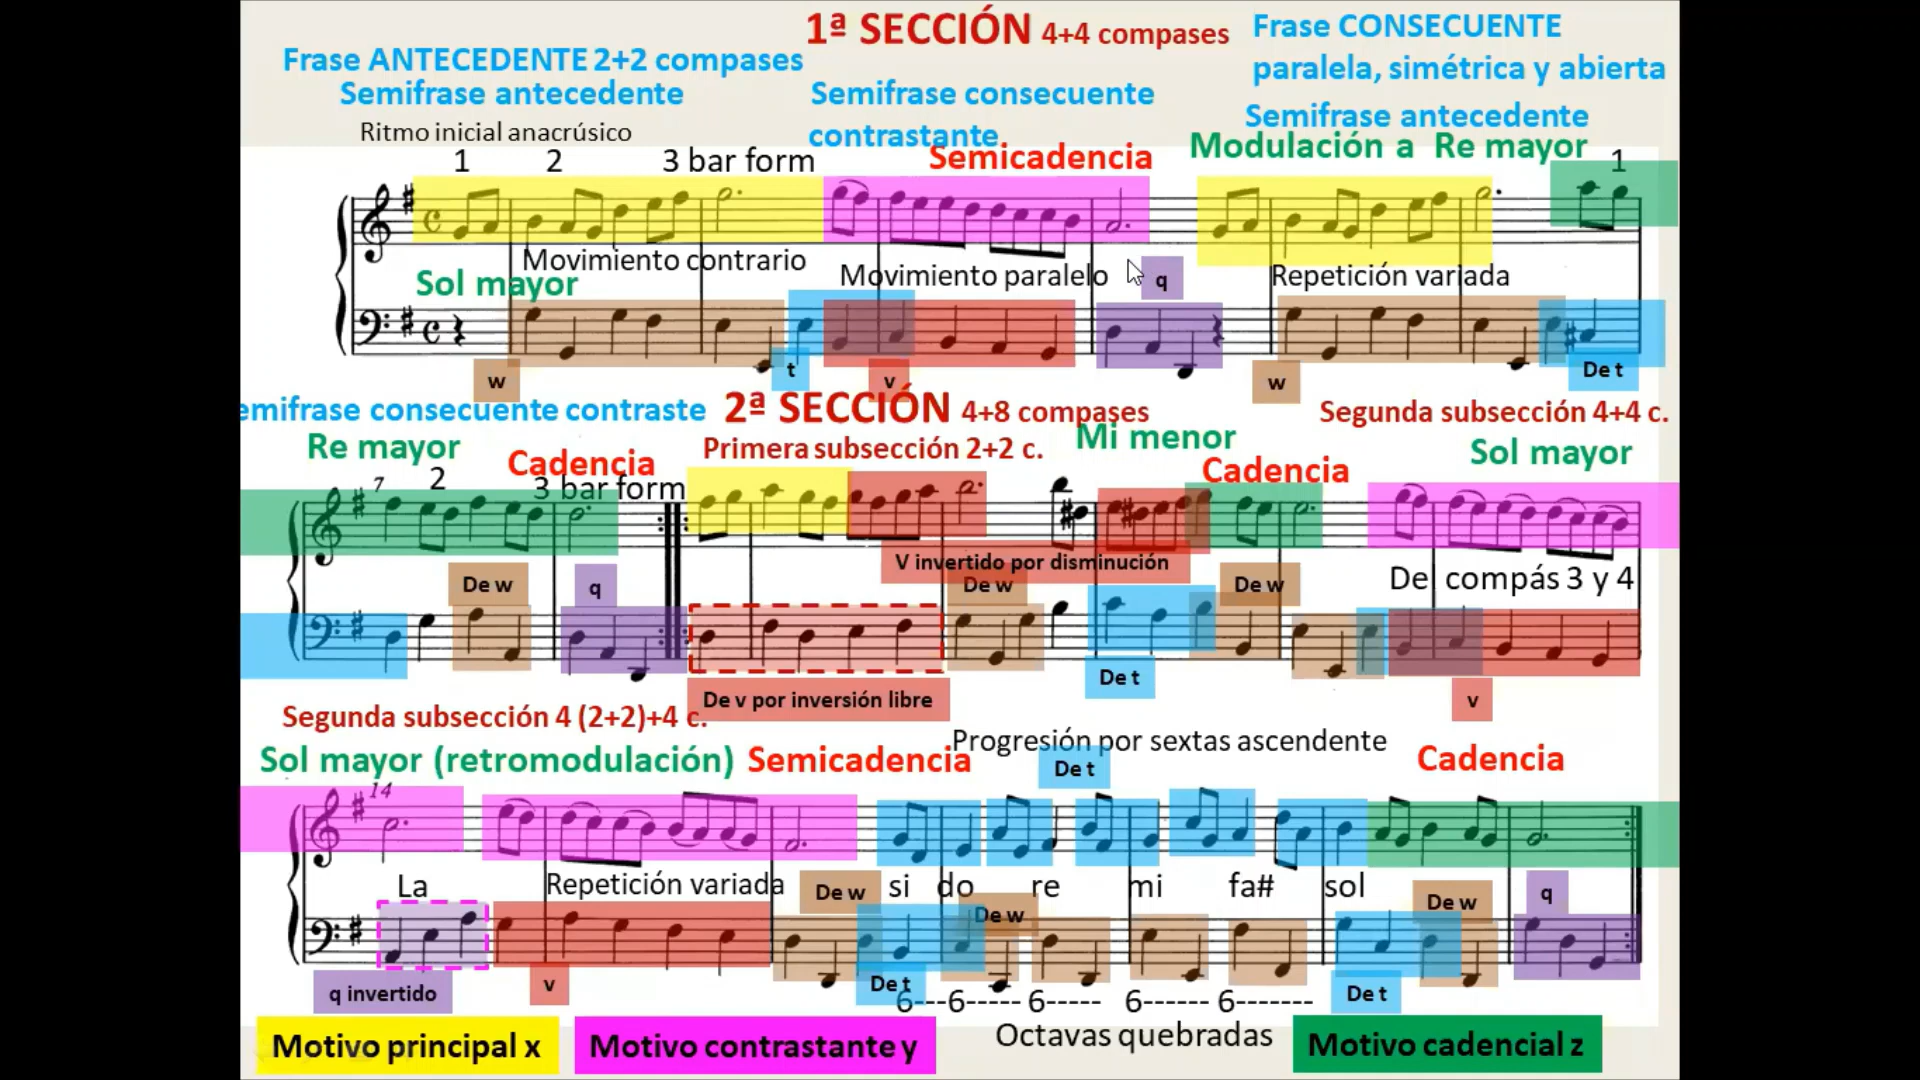 1ª SECCIÓN 4+4 compases
Frase ANTECEDENTE 2+2 compases
Frase CONSECUENTE
paralela, simétrica y abierta
Semifrase antecedente
Semifrase consecuente
contrastante
Semifrase antecedente
Ritmo inicial anacrúsico
Semicadencia
Modulación a Re mayor
1 2 3 bar form
1
Movimiento contrario
Movimiento paralelo
q
Repetición variada
Sol mayor
w
t
v
w
De t
emifrase consecuente contraste
2ª SECCIÓN 4+8 compases
Segunda subsección 4+4 c.
Re mayor
Cadencia
Primera subsección 2+2 c.
Mi menor
Cadencia
Sol mayor
7
2
3 bar form
V invertido por disminución
De w
q
De w
De w
Del compás 3 y 4
De t
De v por inversión libre
v
Segunda subsección 4 (2+2)+4 c.
Sol mayor (retromodulación)
Semicadencia
Progresión por sextas ascendente
De t
Cadencia
14
La
Repetición variada
De w
si do re mi fa# sol
De w
De w
q
q invertido
v
De t
6---6----- 6----- 6------ 6-------
De t
Octavas quebradas
Motivo principal x
Motivo contrastante y
Motivo cadencial z